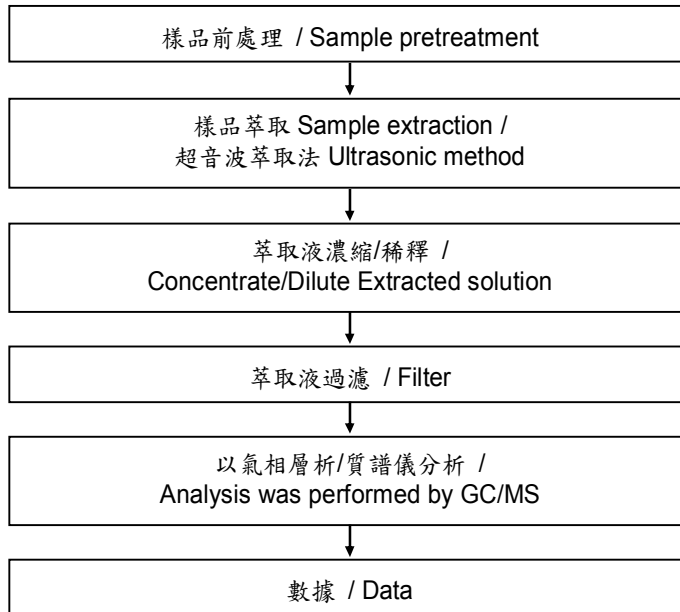 樣品前處理 / Sample pretreatment
樣品萃取 Sample extraction /
超音波萃取法 Ultrasonic method
萃取液濃縮/稀釋 /
Concentrate/Dilute Extracted solution
萃取液過濾 / Filter
以氣相層析/質譜儀分析 /
Analysis was performed by GC/MS
數據 / Data